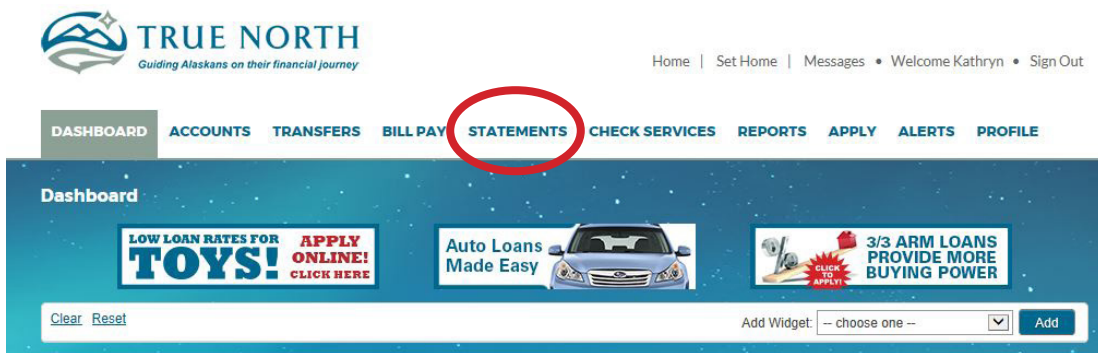 TRUE NORTH
Guiding Alaskans on their financial journey
Home | Set Home | Messages • Welcome Kathryn • Sign Out
DASHBOARD ACCOUNTS TRANSFERS BILL PAY STATEMENTS CHECK SERVICES REPORTS APPLY ALERTS PROFILE
Dashboard
LOW LOAN RATES FOR
TOYS!
APPLY
ONLINE!
CLICK HERE
Auto Loans
Made Easy
CLICK
TO
APPLY!
3/3 ARM LOANS
PROVIDE MORE
BUYING POWER
Clear Reset
Add Widget: -- choose one -- Add